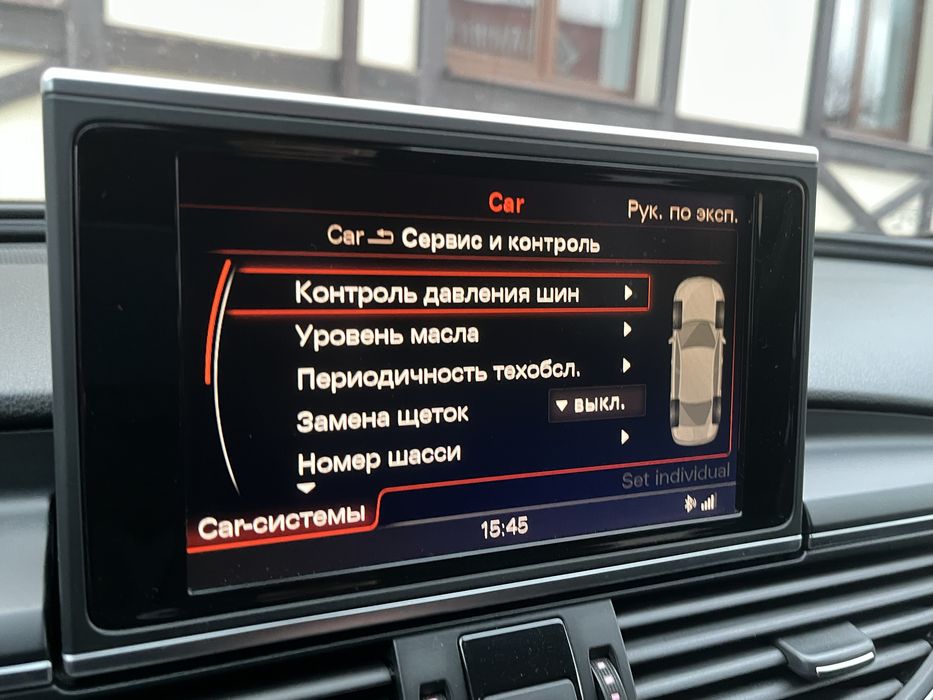 Car
Рук. по эксп.
Car Сервис и контроль
Контроль давления шин
Уровень масла
Периодичность техобсл.
Замена щеток выкл.
Номер шасси
Set individual
Car-системы
15:45